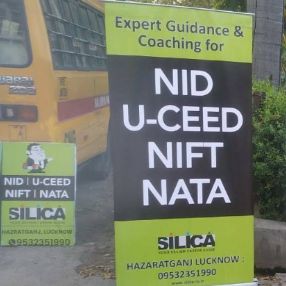 Expert Guidance &
Coaching for
NID
U-CEED
NIFT
NATA
SILICA
HAZARATGANJ LUCKNOW :
09532351990
NID | U-CEED
NIFT | NATA
SILICA
HAZARATGANJ, LUCKNOW
09532351990